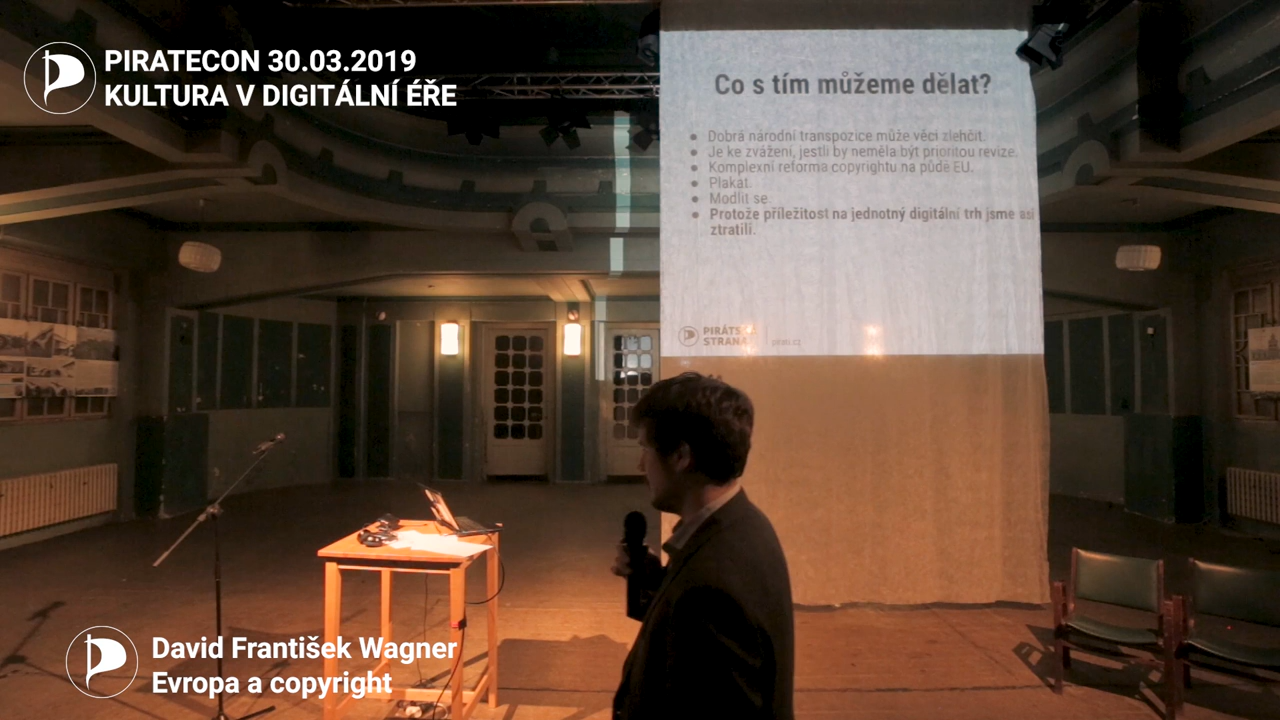 PIRATECON 30.03.2019
KULTURA V DIGITÁLNÍ ÉŘE
Co s tím můžeme dělat?
● Dobrá národní transpozice může věci zlehčit.
● Je ke zvážení, jestli by neměla být prioritou revize.
● Komplexní reforma copyrightu na půdě EU.
● Plakat.
● Modlit se.
● Protože příležitost na jednotný digitální trh jsme asi
ztratili.
PIRÁTSKÁ
STRANA
pirati.cz
David František Wagner
Evropa a copyright